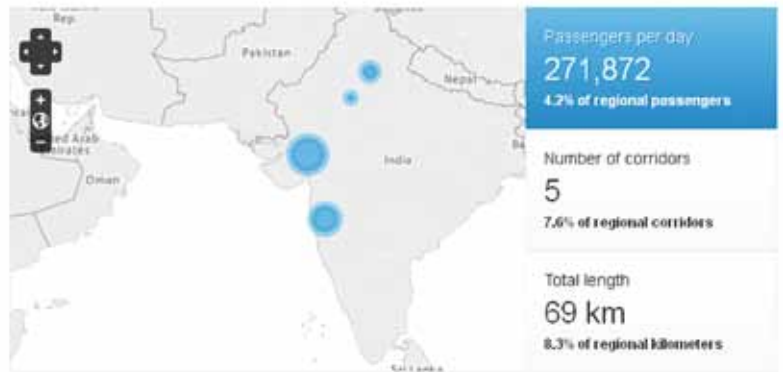 Rep.
Pakistan
Nepal
India
Oman
Sri Lanka
Passengers per day
271,872
4.2% of regional passengers
Number of corridors
5
7.6% of regional corridors
Total length
69 km
8.3% of regional kilometers